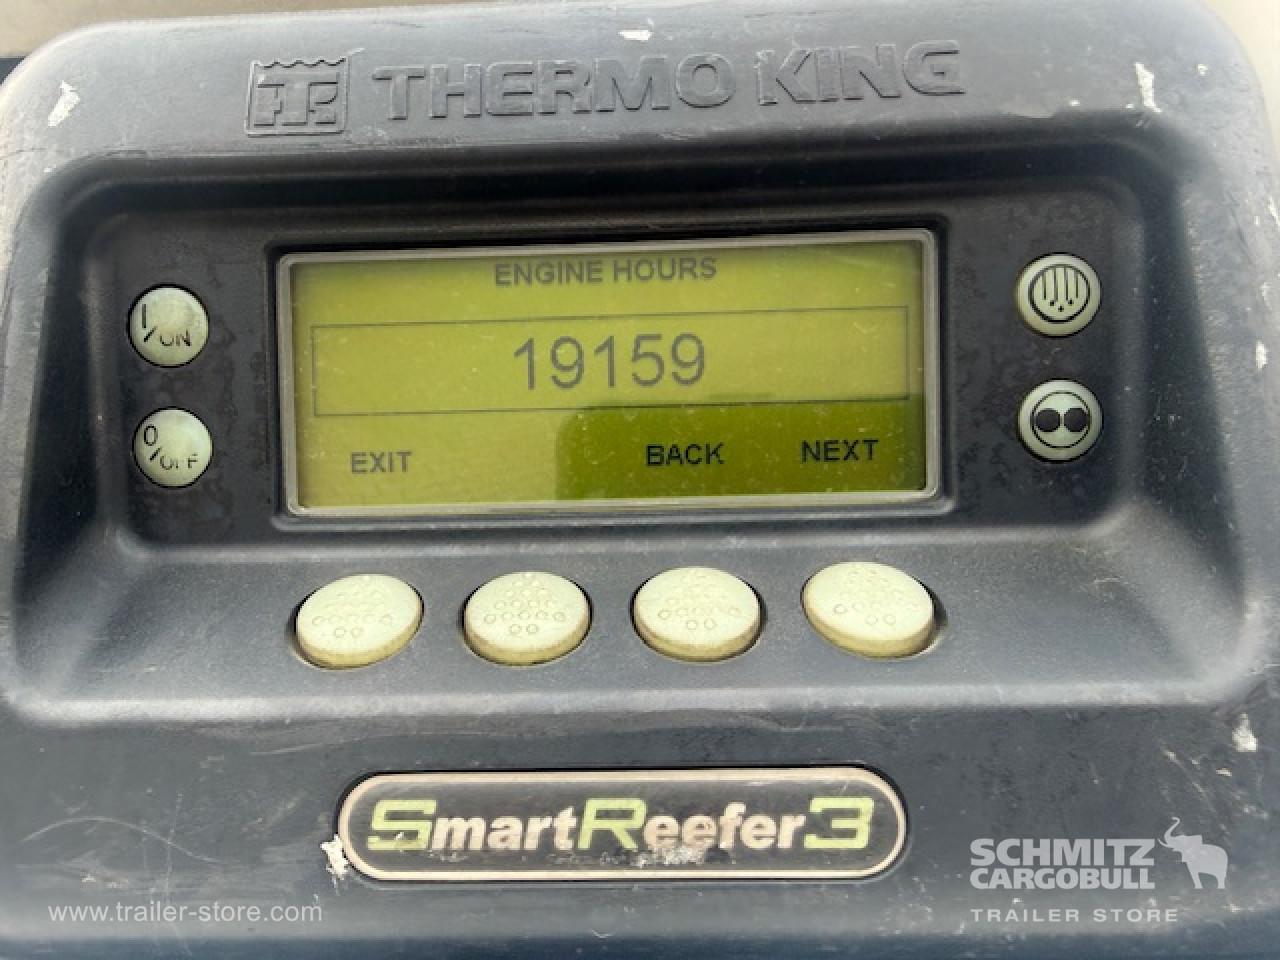 TK THERMO KING
ENGINE HOURS
I/ON
19159
0/OFF
EXIT BACK NEXT
SmartReefer3
SCHMITZ
CARGOBULL
www.trailer-store.com
TRAILER STORE